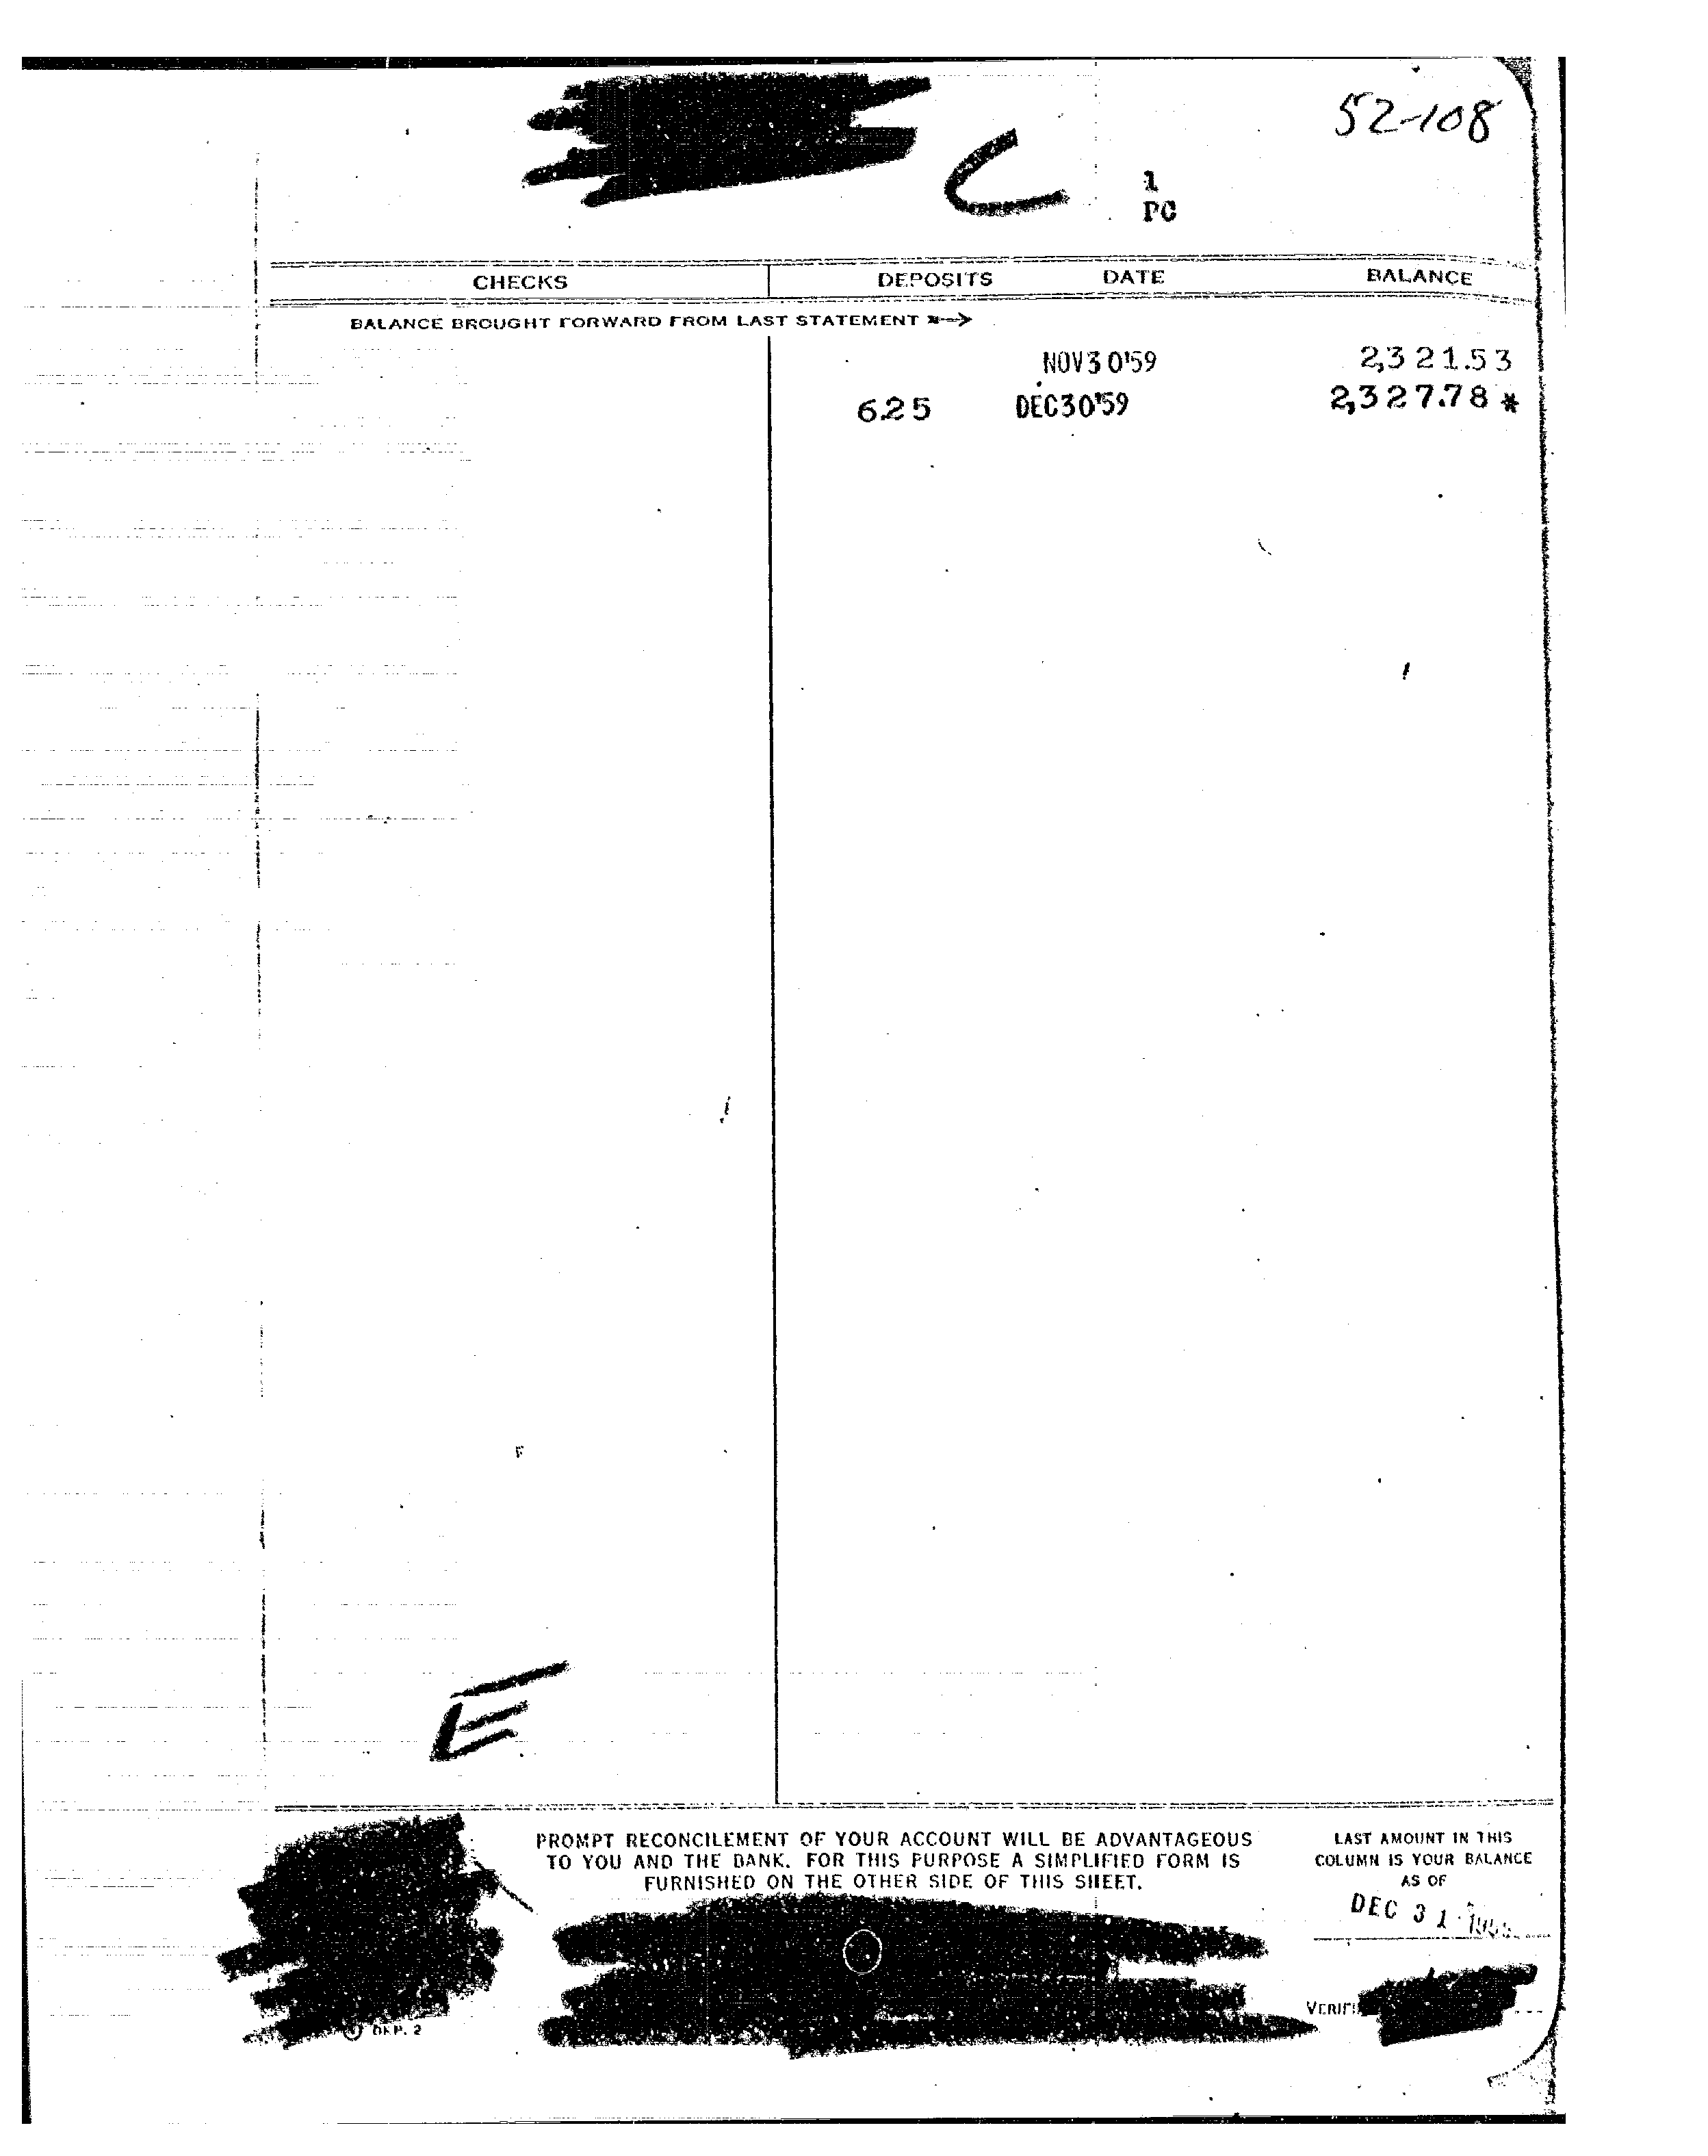 52-108
C
1
PC
CHECKS DEPOSITS DATE BALANCE
BALANCE BROUGHT FORWARD FROM LAST STATEMENT
NOV30'59 2,321.53
6.25 DEC30'59 2,327.78 *
E
PROMPT RECONCILEMENT OF YOUR ACCOUNT WILL BE ADVANTAGEOUS
TO YOU AND THE BANK. FOR THIS PURPOSE A SIMPLIFIED FORM IS
FURNISHED ON THE OTHER SIDE OF THIS SHEET.
LAST AMOUNT IN THIS
COLUMN IS YOUR BALANCE
AS OF
DEC 31
DEP. 2